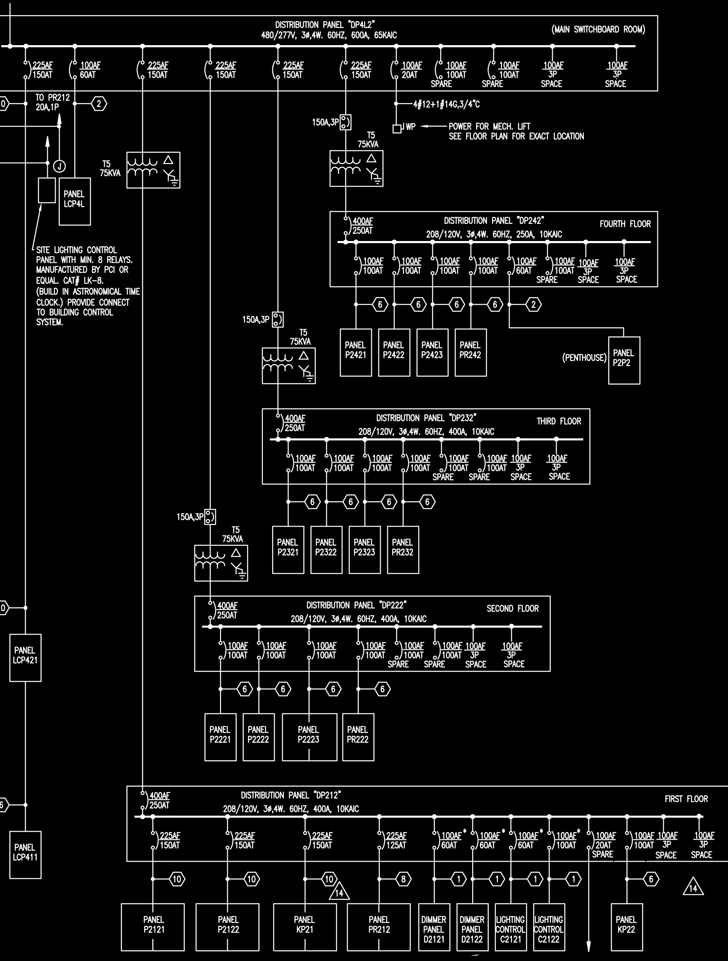 DISTRIBUTION PANEL "DP4L2"
480/277V, 3ø,4W. 60HZ, 600A, 65KAIC
(MAIN SWITCHBOARD ROOM)
225AF
150AT
100AF
60AT
225AF
150AT
225AF
150AT
225AF
150AT
225AF
150AT
100AF
20AT
100AF
100AT
SPARE
100AF
100AT
SPARE
100AF
3P
SPACE
100AF
3P
SPACE
TO PR212
20A,1P
2
4#12+1#14G,3/4"C
150A,3P
WP
POWER FOR MECH. LIFT
SEE FLOOR PLAN FOR EXACT LOCATION
J
T5
75KVA
T5
75KVA
PANEL
LCP4L
SITE LIGHTING CONTROL
PANEL WITH MIN. 8 RELAYS.
MANUFACTURED BY PCI OR
EQUAL. CAT# LK-8.
(BUILD IN ASTRONOMICAL TIME
CLOCK.) PROVIDE CONNECT
TO BUILDING CONTROL
SYSTEM.
400AF
250AT
DISTRIBUTION PANEL "DP242"
208/120V, 3ø,4W. 60HZ, 250A, 10KAIC
FOURTH FLOOR
100AF
100AT
100AF
100AT
100AF
100AT
100AF
100AT
100AF
60AT
100AF
100AT
SPARE
100AF
3P
SPACE
100AF
3P
SPACE
6
6
6
6
2
PANEL
P2421
PANEL
P2422
PANEL
P2423
PANEL
PR242
(PENTHOUSE)
PANEL
P2P2
150A,3P
T5
75KVA
400AF
250AT
DISTRIBUTION PANEL "DP232"
208/120V, 3ø,4W. 60HZ, 400A, 10KAIC
THIRD FLOOR
100AF
100AT
100AF
100AT
100AF
100AT
100AF
100AT
100AF
100AT
SPARE
100AF
100AT
SPARE
100AF
3P
SPACE
100AF
3P
SPACE
6
6
6
6
PANEL
P2321
PANEL
P2322
PANEL
P2323
PANEL
PR232
150A,3P
T5
75KVA
400AF
250AT
DISTRIBUTION PANEL "DP222"
208/120V, 3ø,4W. 60HZ, 400A, 10KAIC
SECOND FLOOR
100AF
100AT
100AF
100AT
100AF
100AT
100AF
100AT
100AF
100AT
SPARE
100AF
100AT
SPARE
100AF
3P
SPACE
100AF
3P
SPACE
6
6
6
6
PANEL
LCP421
PANEL
P2221
PANEL
P2222
PANEL
P2223
PANEL
PR222
400AF
250AT
DISTRIBUTION PANEL "DP212"
208/120V, 3ø,4W. 60HZ, 400A, 10KAIC
FIRST FLOOR
6
PANEL
LCP411
225AF
150AT
225AF
150AT
225AF
150AT
225AF
125AT
100AF*
60AT
100AF*
60AT
100AF*
60AT
100AF*
100AT
100AF
20AT
SPARE
100AF
100AT
100AF
3P
SPACE
100AF
3P
SPACE
10
10
10
14
8
1
1
1
1
6
14
PANEL
P2121
PANEL
P2122
PANEL
KP21
PANEL
PR212
DIMMER
PANEL
D2121
DIMMER
PANEL
D2122
LIGHTING
CONTROL
C2121
LIGHTING
CONTROL
C2122
PANEL
KP22